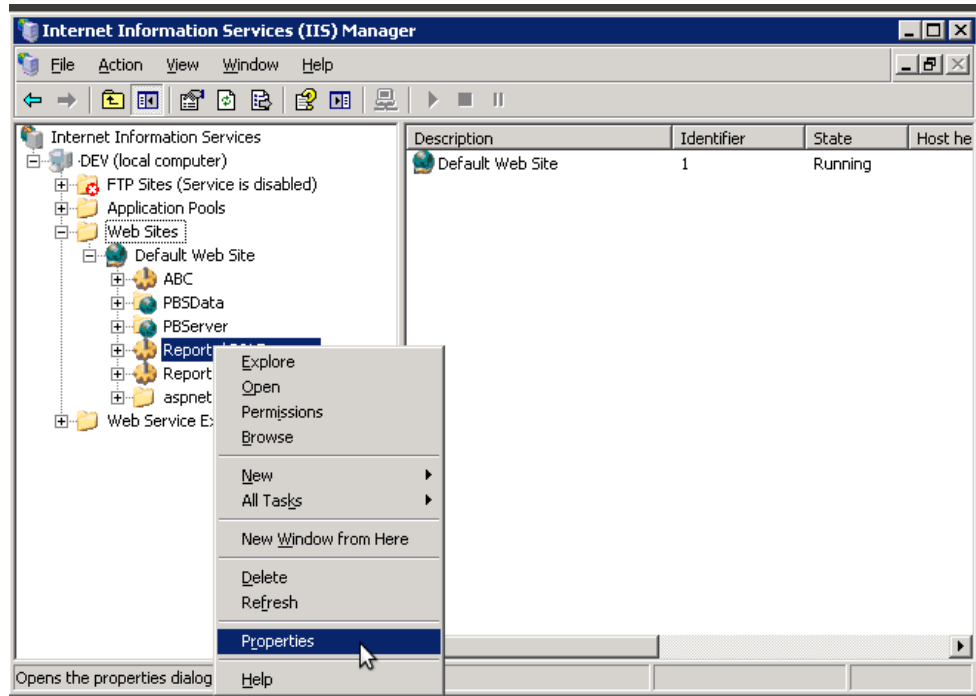 Internet Information Services (IIS) Manager
File Action View Window Help
Internet Information Services
-DEV (local computer)
FTP Sites (Service is disabled)
Application Pools
Web Sites
Default Web Site
ABC
PBSData
PBServer
Report
Report
aspnet
Web Service
Description Identifier State Host he
Default Web Site 1 Running
Explore
Open
Permissions
Browse
New
All Tasks
New Window from Here
Delete
Refresh
Properties
Help
Opens the properties dialog